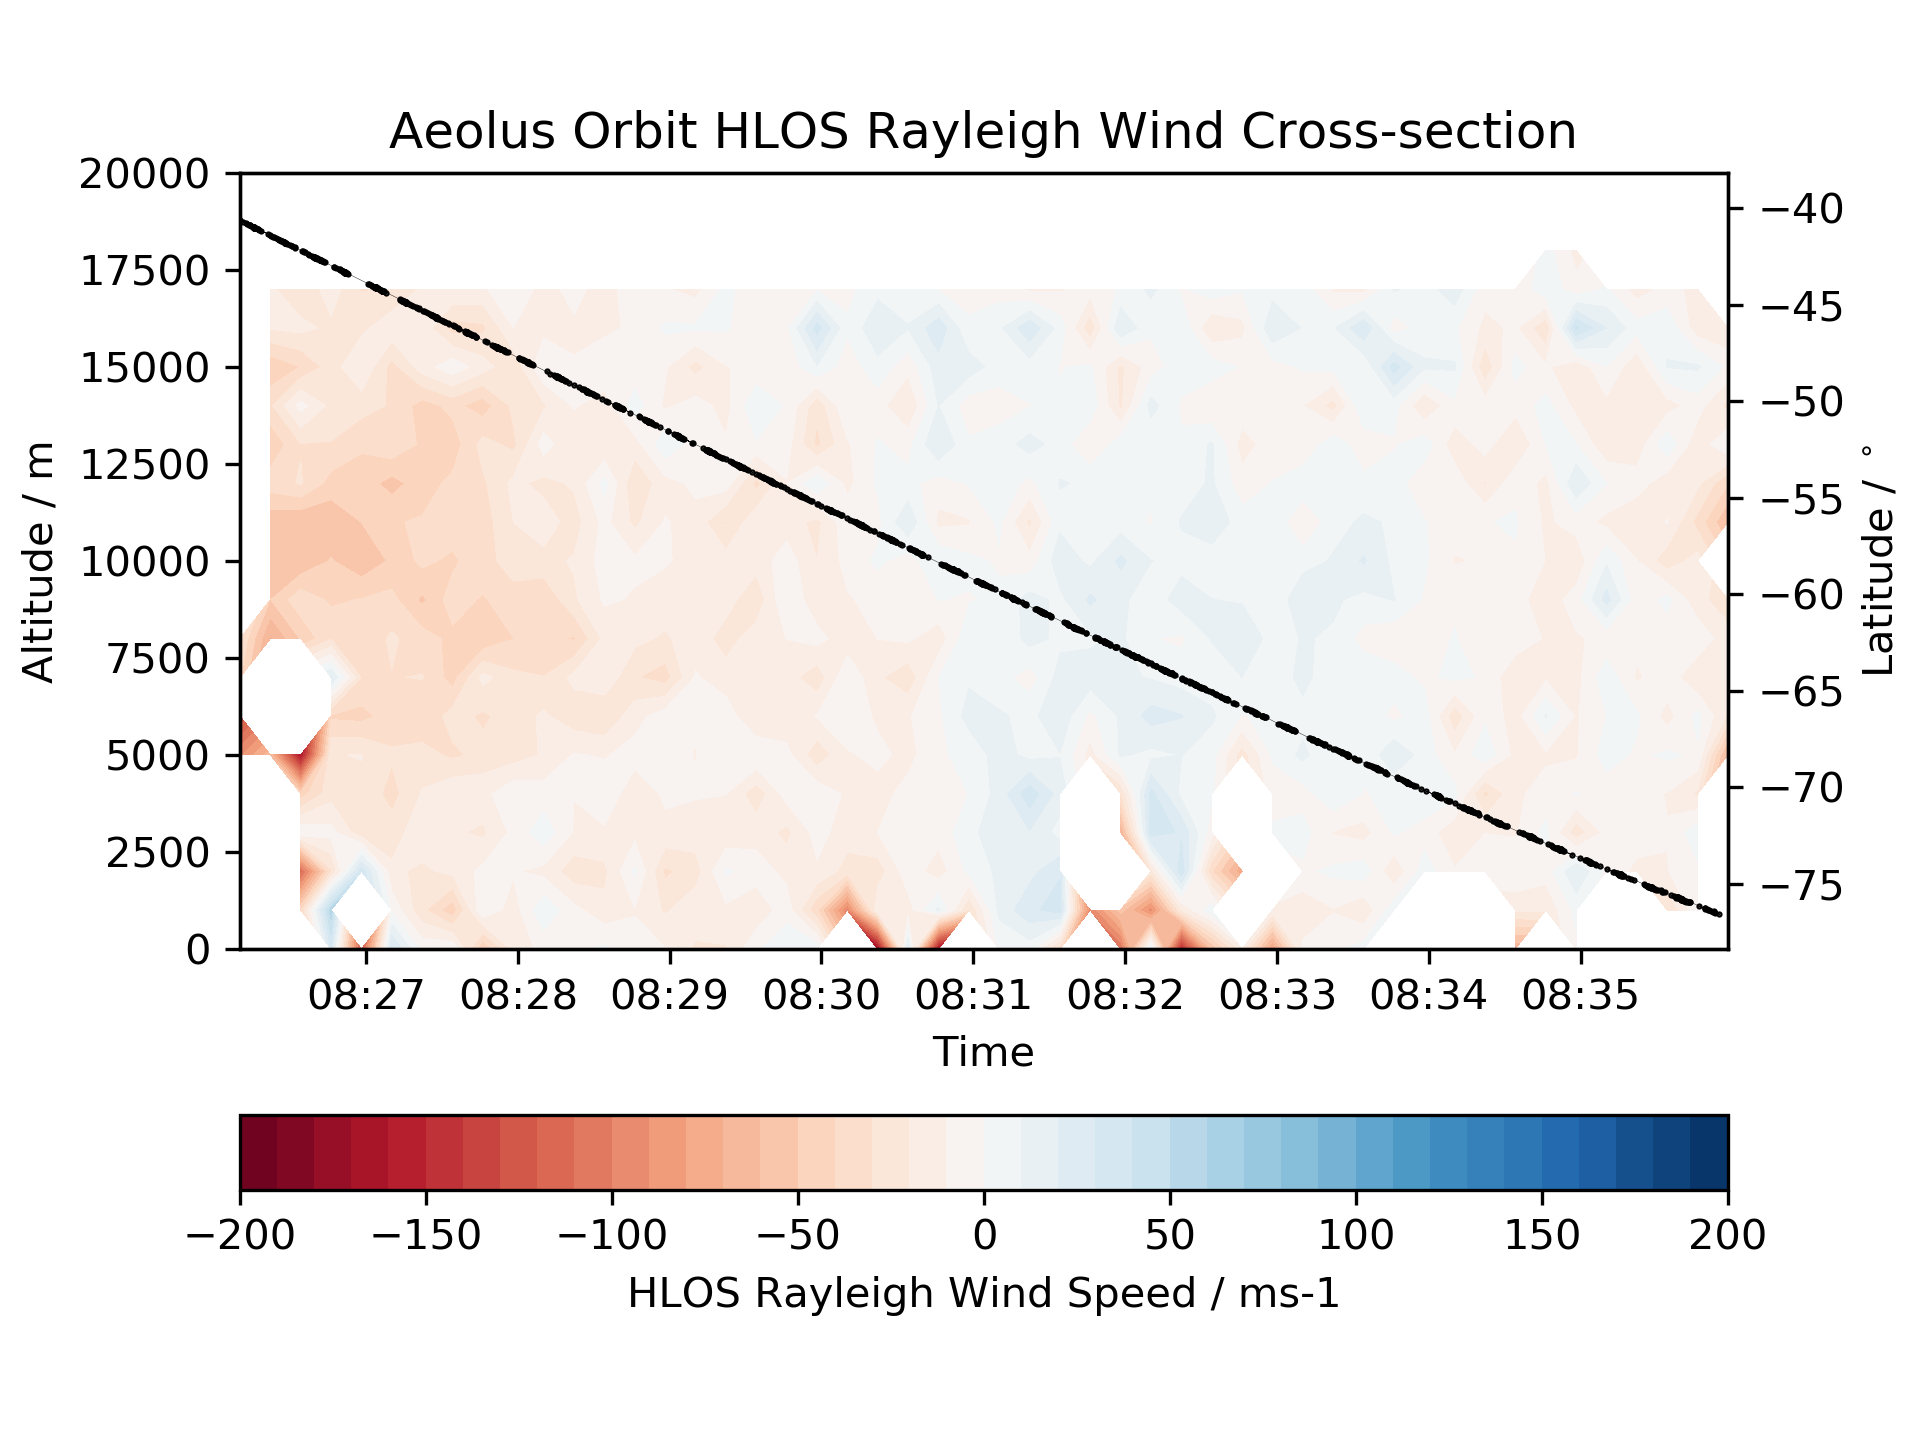 Aeolus Orbit HLOS Rayleigh Wind Cross-section
20000
17500
15000
12500
10000
7500
5000
2500
0
Altitude / m
−40
−45
−50
−55
−60
−65
−70
−75
Latitude / °
08:27 08:28 08:29 08:30 08:31 08:32 08:33 08:34 08:35
Time
−200 −150 −100 −50 0 50 100 150 200
HLOS Rayleigh Wind Speed / ms-1